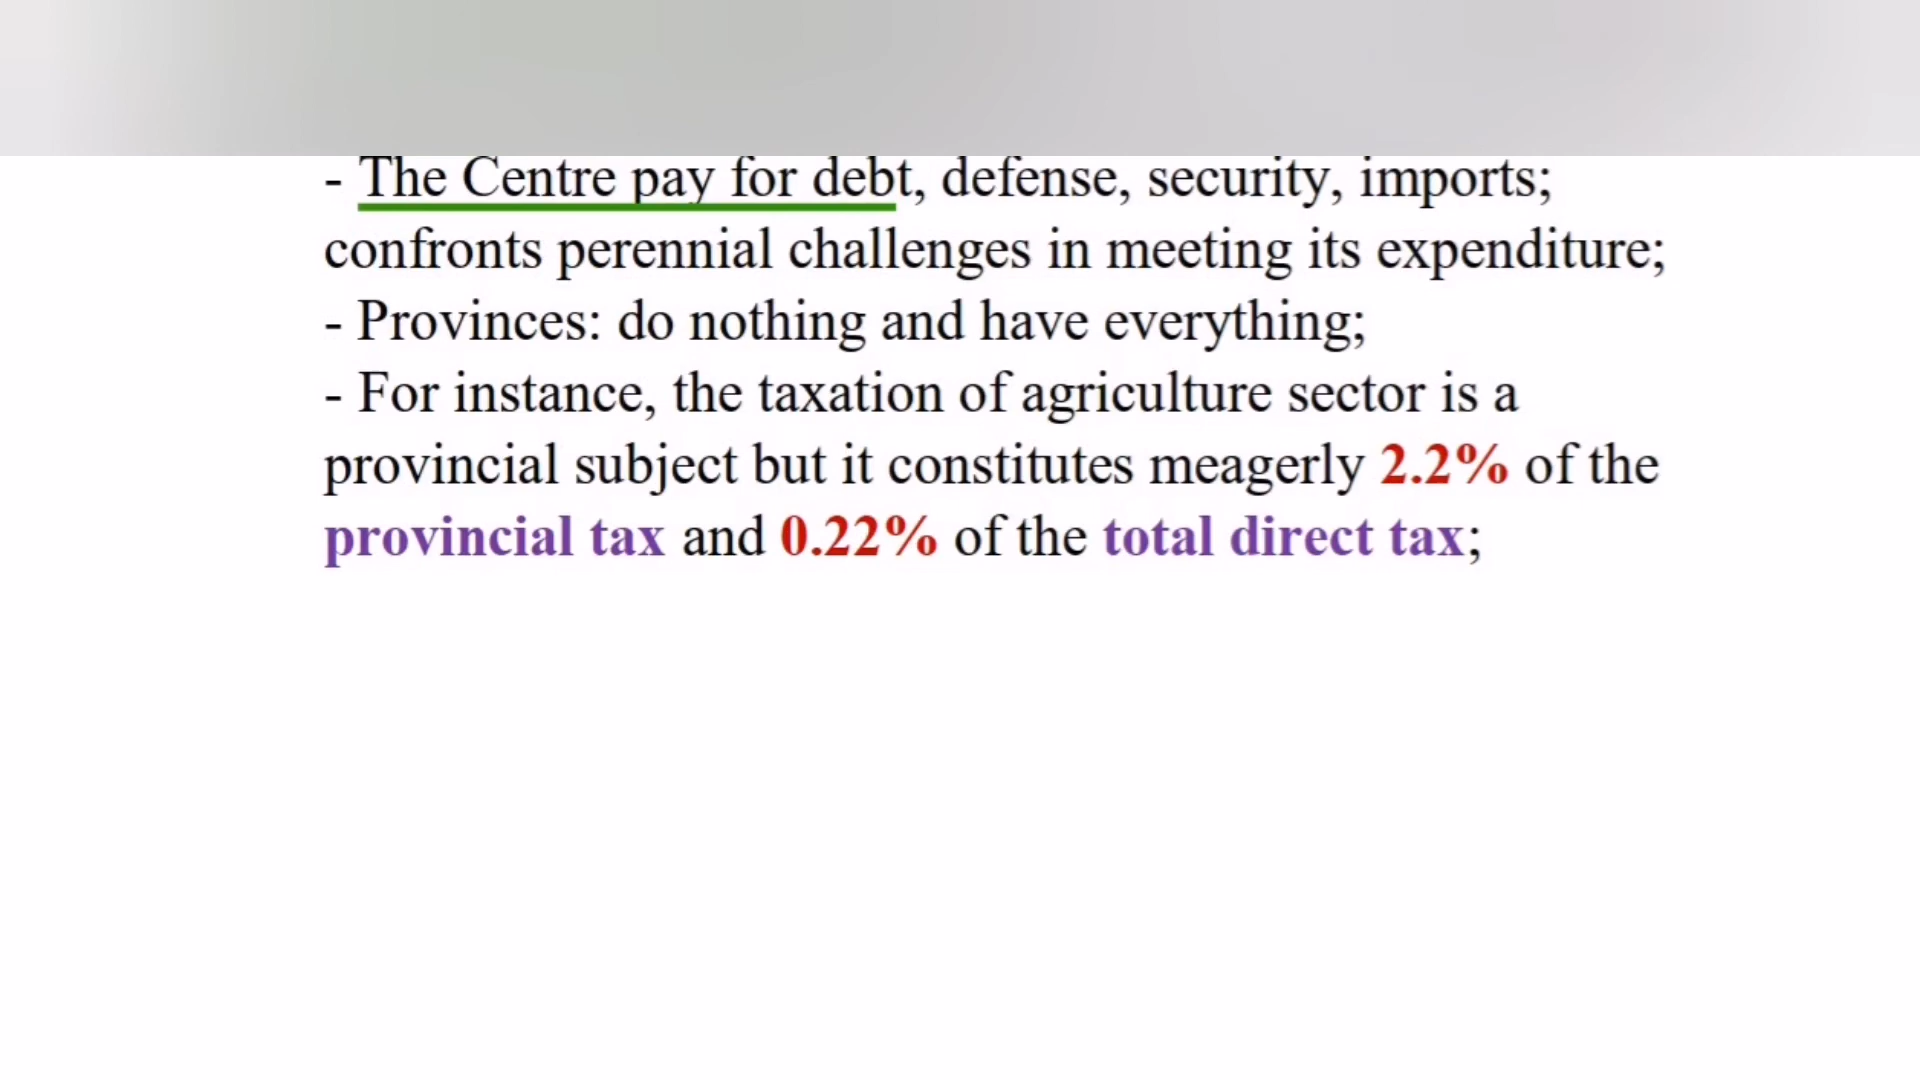 - The Centre pay for debt, defense, security, imports;
confronts perennial challenges in meeting its expenditure;
- Provinces: do nothing and have everything;
- For instance, the taxation of agriculture sector is a
provincial subject but it constitutes meagerly 2.2% of the
provincial tax and 0.22% of the total direct tax;